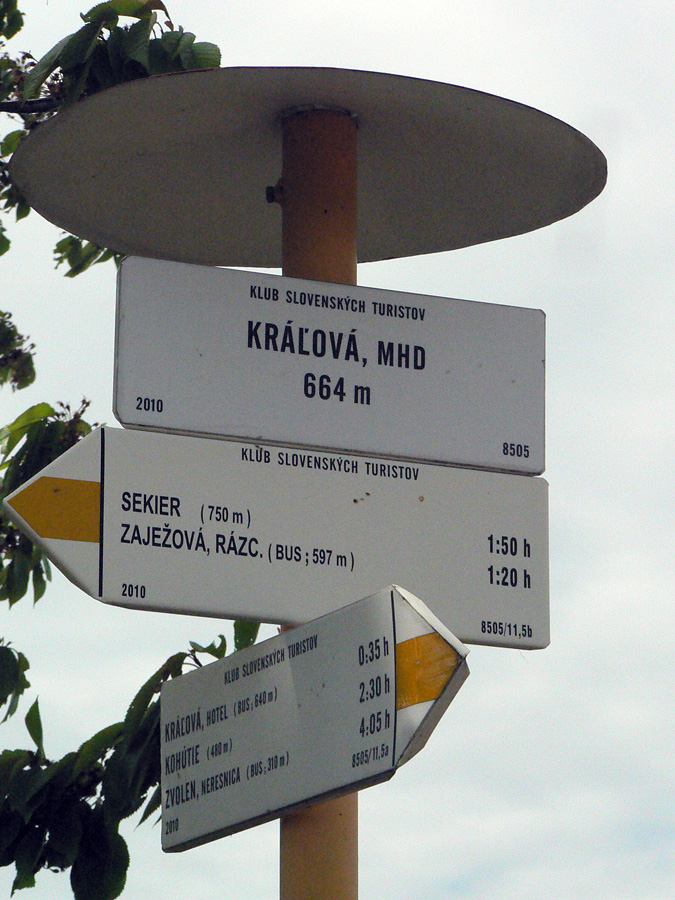 KLUB SLOVENSKÝCH TURISTOV
KRÁĽOVÁ, MHD
664 m
2010 8505
KLUB SLOVENSKÝCH TURISTOV
SEKIER (750 m) 1:50 h
ZAJEŽOVÁ, RÁZC. (BUS; 597 m) 1:20 h
2010 8505/11,5b
KLUB SLOVENSKÝCH TURISTOV
KRÁĽOVÁ, HOTEL (BUS; 640 m) 0:35 h
KOHÚTIE (480 m) 2:30 h
ZVOLEN, NERESNICA (BUS; 310 m) 4:05 h
2010 8505/11,5a